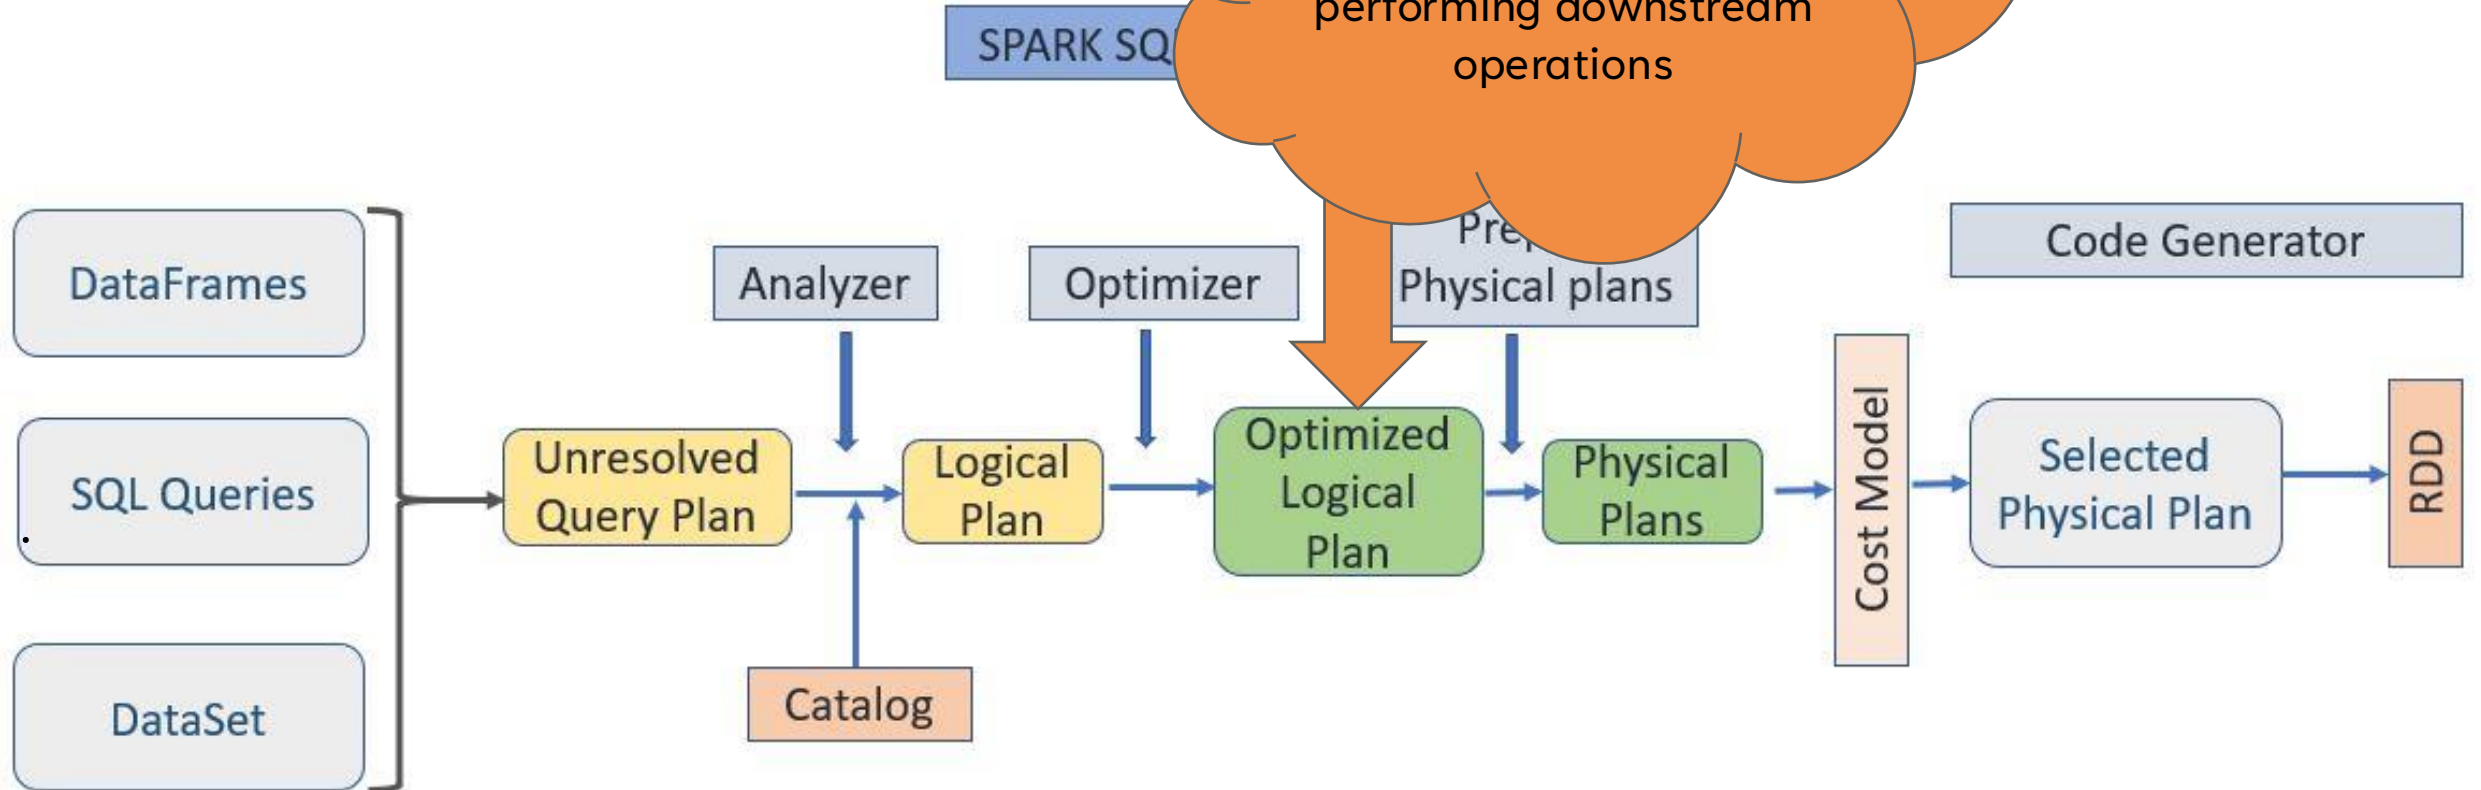 performing downstream
operations
SPARK SQ
DataFrames
SQL Queries
DataSet
Analyzer
Optimizer
Physical plans
Code Generator
Unresolved
Query Plan
Logical
Plan
Optimized
Logical
Plan
Physical
Plans
Cost Model
Selected
Physical Plan
RDD
Catalog